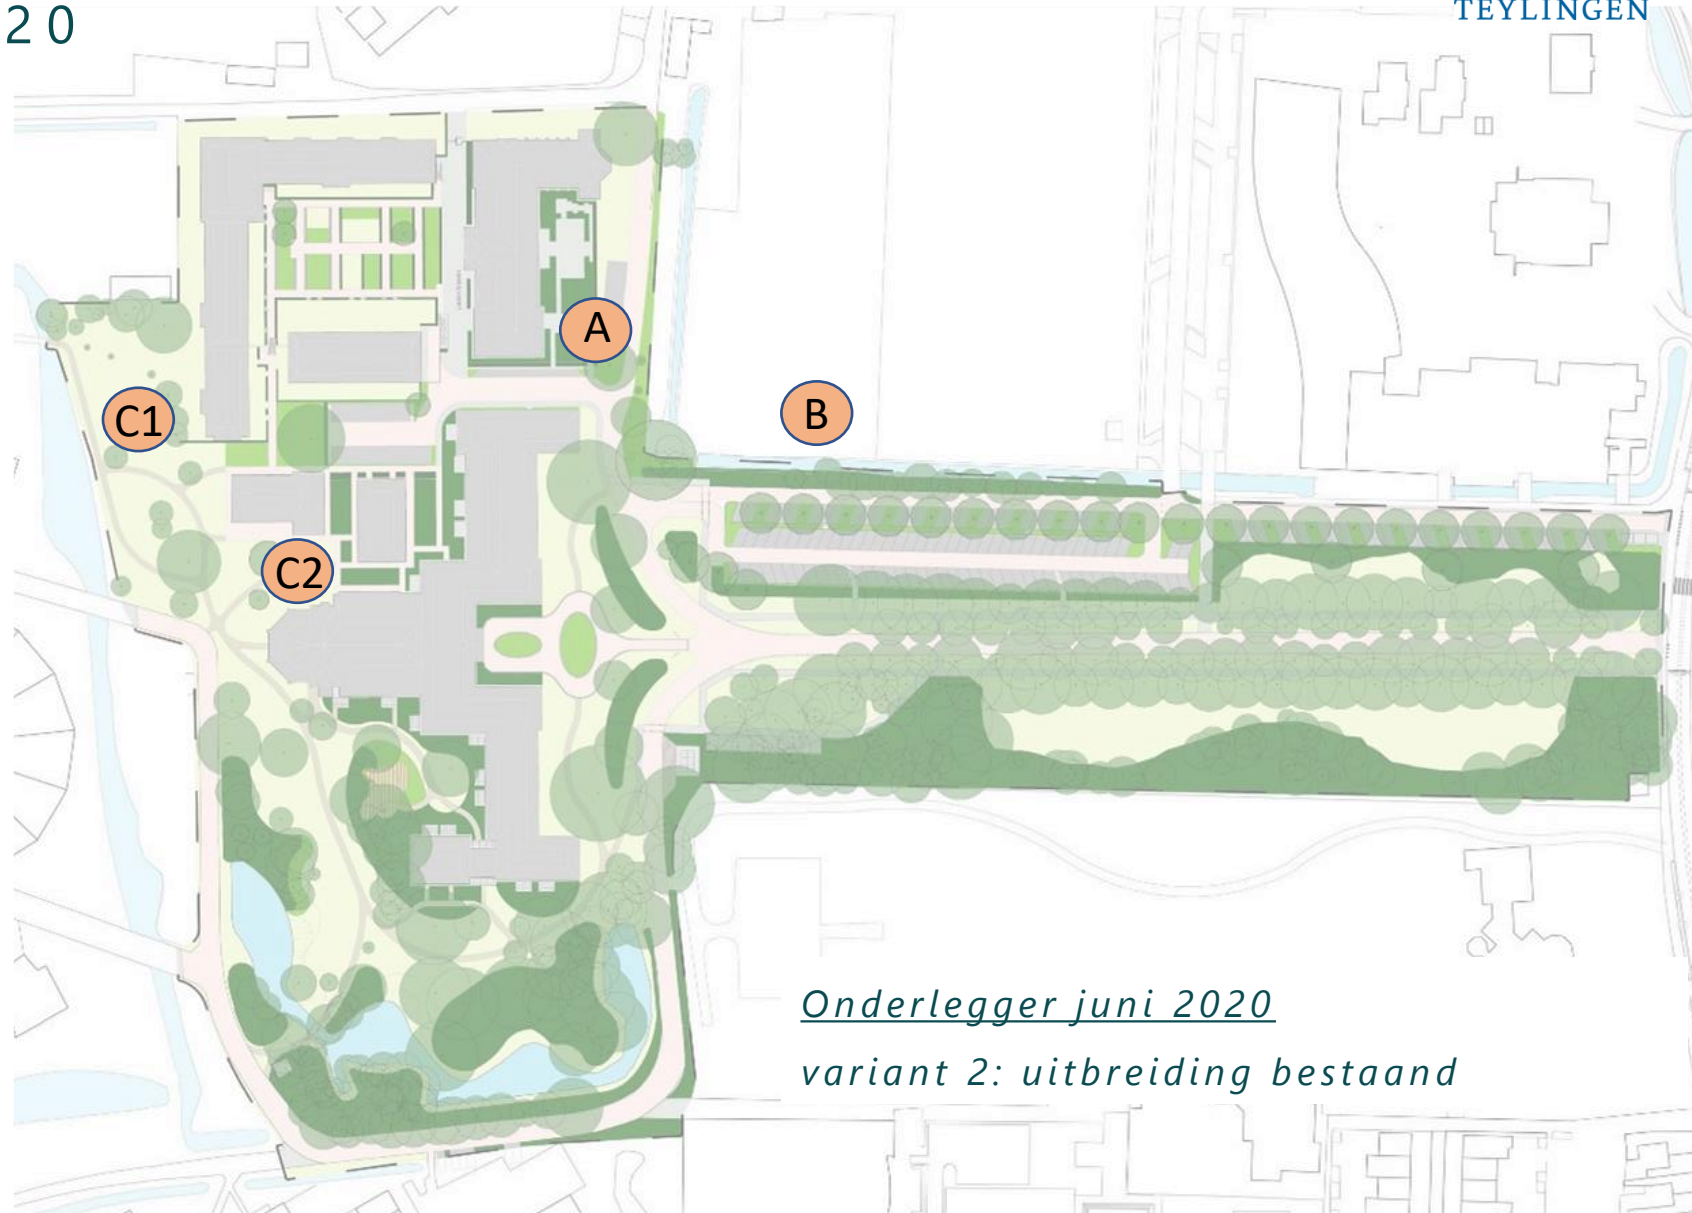 20
TEYLINGEN
A
B
C1
C2
Onderlegger juni 2020
variant 2: uitbreiding bestaand